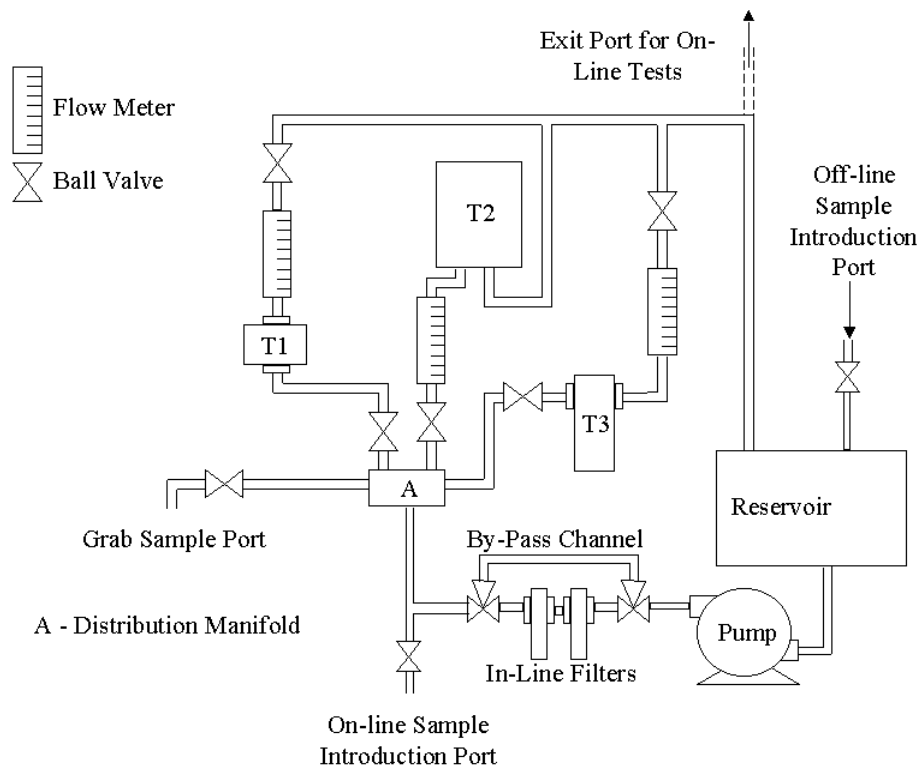 Exit Port for On-
Line Tests
Flow Meter
Ball Valve
Off-line
Sample
Introduction
Port
T2
T1
T3
A
Reservoir
Grab Sample Port
By-Pass Channel
A - Distribution Manifold
Pump
In-Line Filters
On-line Sample
Introduction Port